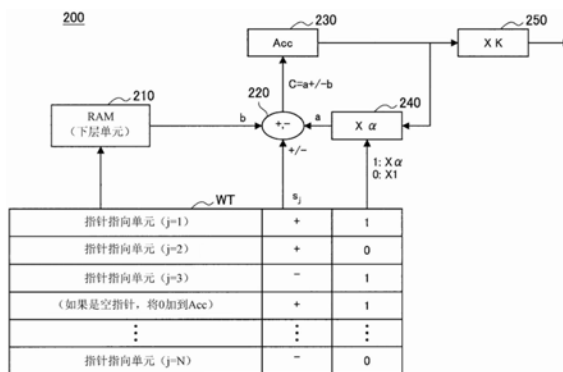 200
230
250
Acc
X K
C=a+/-b
210
220
240
RAM
(下层单元)
b
+,-
a
X α
+/-
1: Xα
0: X1
WT
sj
指针指向单元（j=1） + 1
指针指向单元（j=2） + 0
指针指向单元（j=3） - 1
（如果是空指针，将0加到Acc） + 1
⋮ ⋮ ⋮
指针指向单元（j=N） - 0